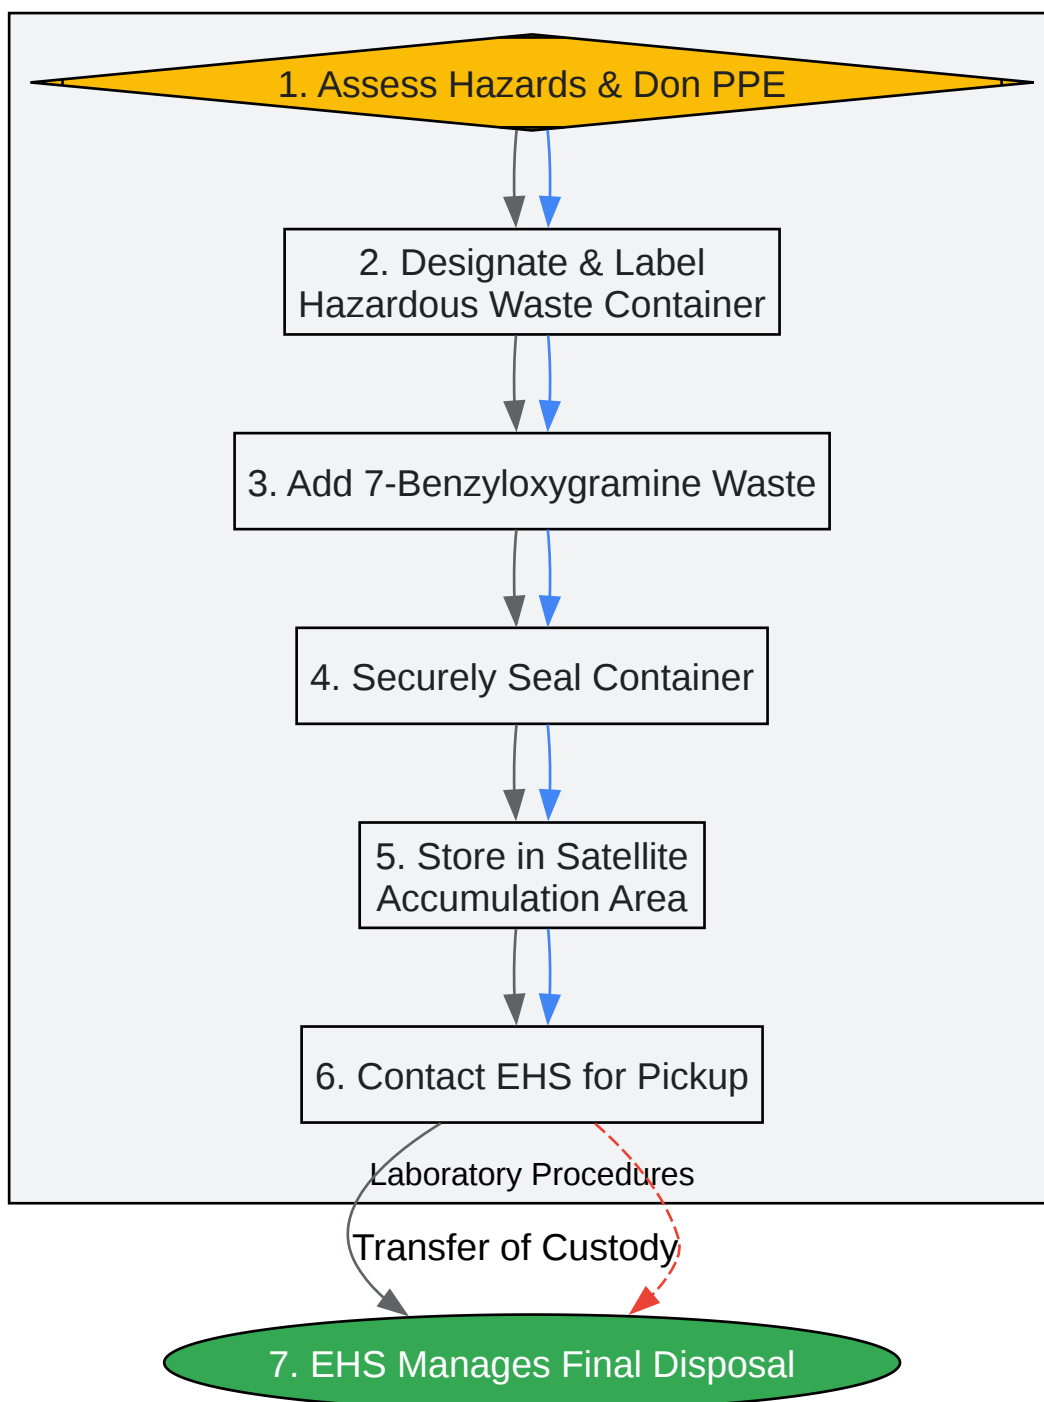 1. Assess Hazards & Don PPE
2. Designate & Label
Hazardous Waste Container
3. Add 7-Benzyloxygramine Waste
4. Securely Seal Container
5. Store in Satellite
Accumulation Area
6. Contact EHS for Pickup
Laboratory Procedures
Transfer of Custody
7. EHS Manages Final Disposal